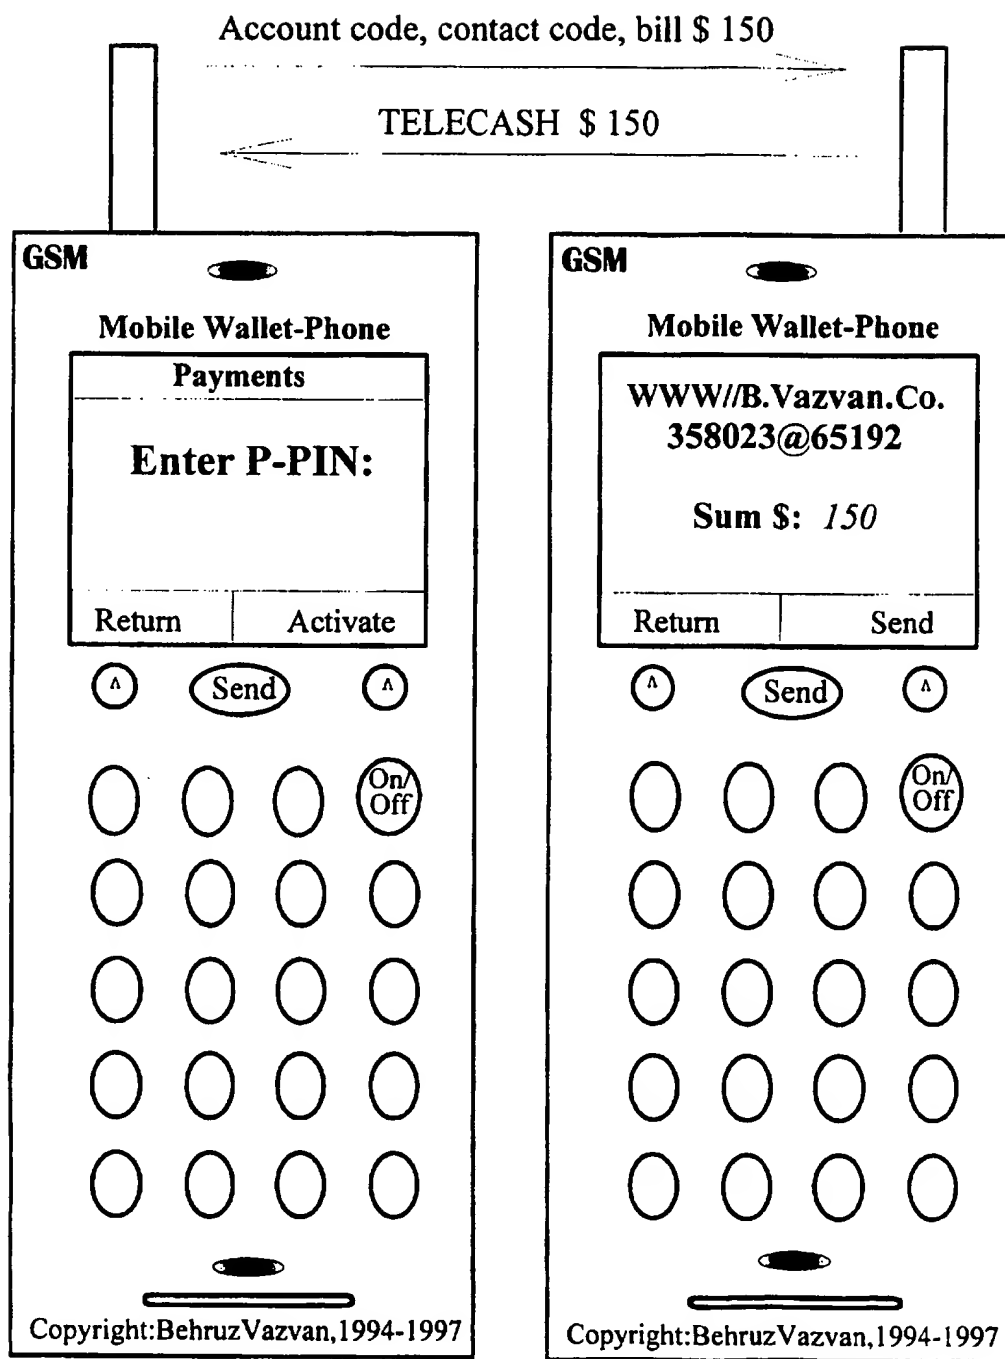 Account code, contact code, bill $ 150
TELECASH $ 150
GSM
Mobile Wallet-Phone
Payments
Enter P-PIN:
Return Activate
^ Send ^
On/
Off
Copyright:BehruzVazvan,1994-1997
GSM
Mobile Wallet-Phone
WWW//B.Vazvan.Co.
358023@65192
Sum $: 150
Return Send
^ Send ^
On/
Off
Copyright:BehruzVazvan,1994-1997